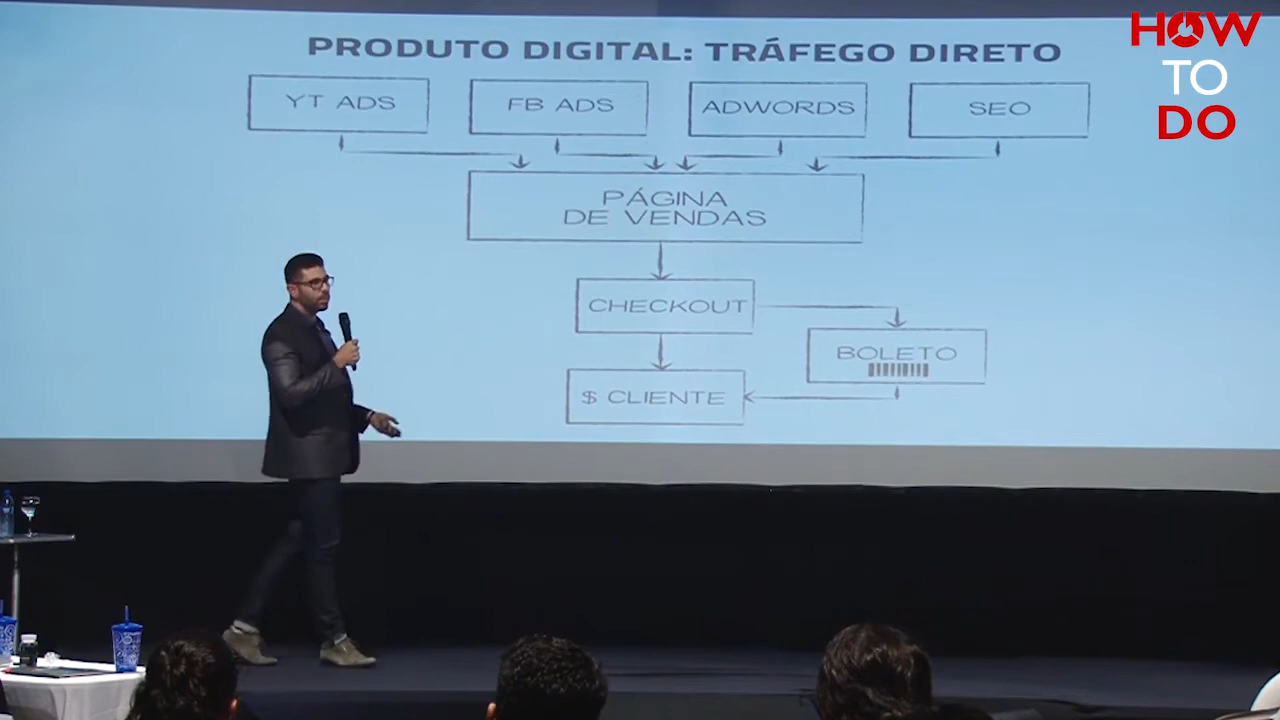 PRODUTO DIGITAL: TRÁFEGO DIRETO
YT ADS
FB ADS
ADWORDS
SEO
PÁGINA
DE VENDAS
CHECKOUT
BOLETO
$ CLIENTE
HOW
TO
DO